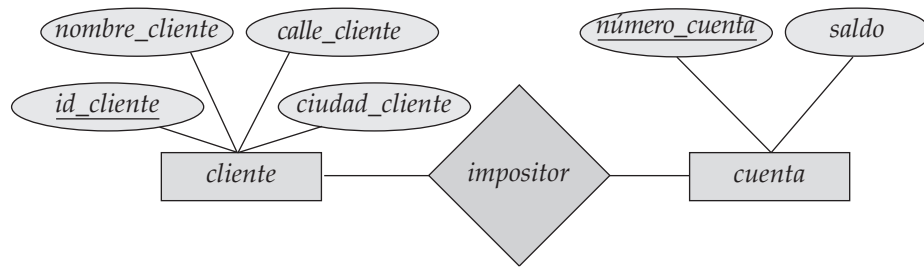 nombre_cliente
calle_cliente
número_cuenta
saldo
id_cliente
ciudad_cliente
cliente
impositor
cuenta